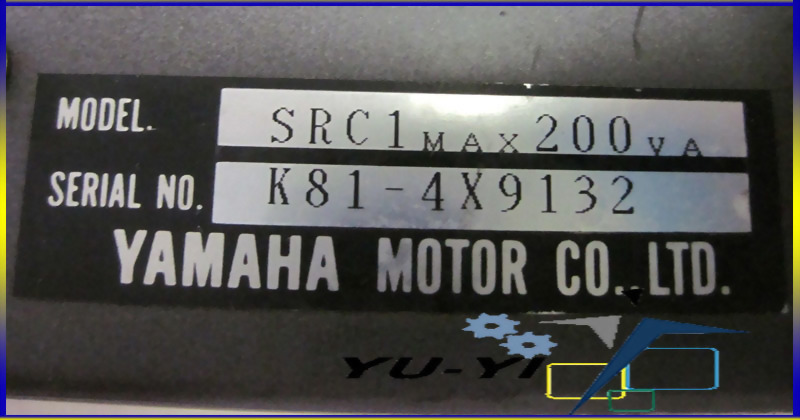 MODEL. SRC1 MAX 200 VA
SERIAL NO. K81-4X9132
YAMAHA MOTOR CO., LTD.
YU-YI